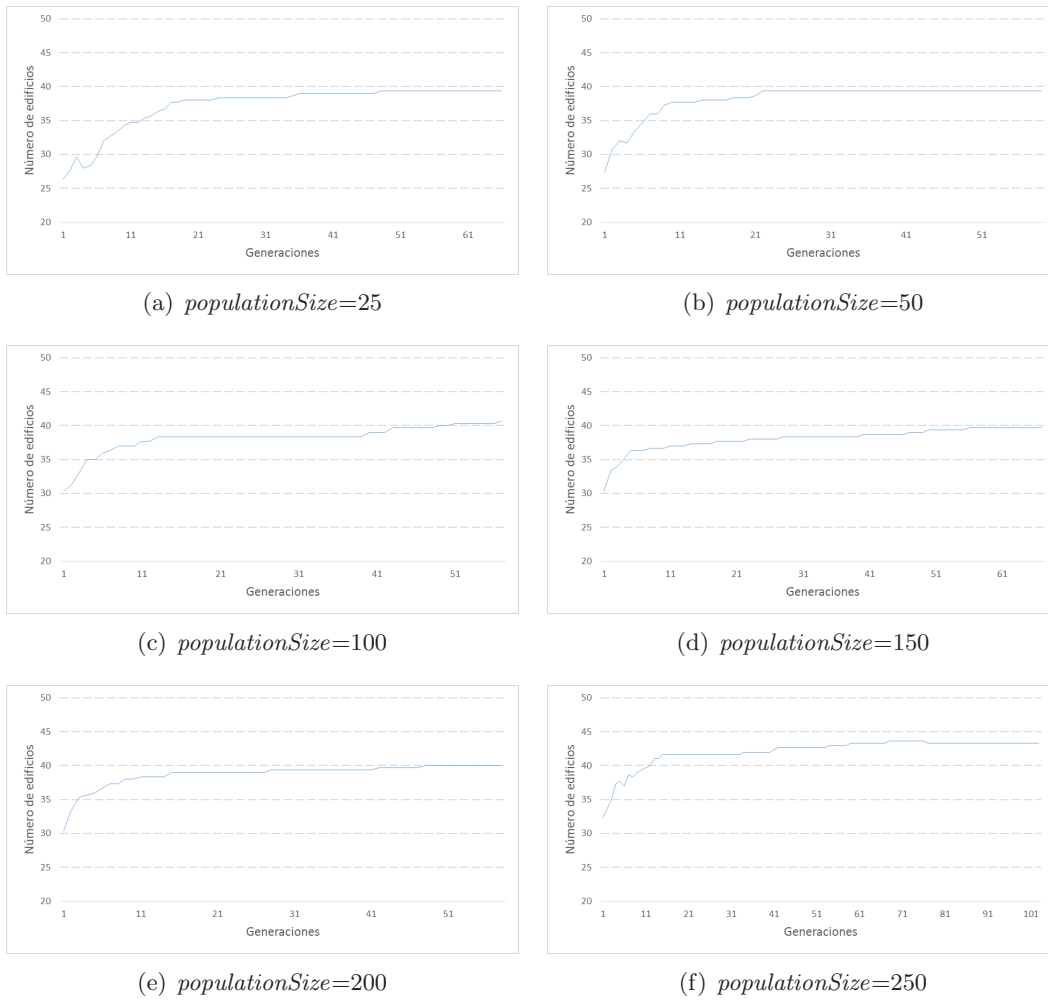 50
45
40
35
30
25
20
Número de edificios
1 11 21 31 41 51 61
Generaciones
(a) populationSize=25
50
45
40
35
30
25
20
Número de edificios
1 11 21 31 41 51
Generaciones
(b) populationSize=50
50
45
40
35
30
25
20
Número de edificios
1 11 21 31 41 51
Generaciones
(c) populationSize=100
50
45
40
35
30
25
20
Número de edificios
1 11 21 31 41 51 61
Generaciones
(d) populationSize=150
50
45
40
35
30
25
20
Número de edificios
1 11 21 31 41 51
Generaciones
(e) populationSize=200
50
45
40
35
30
25
20
Número de edificios
1 11 21 31 41 51 61 71 81 91 101
Generaciones
(f) populationSize=250